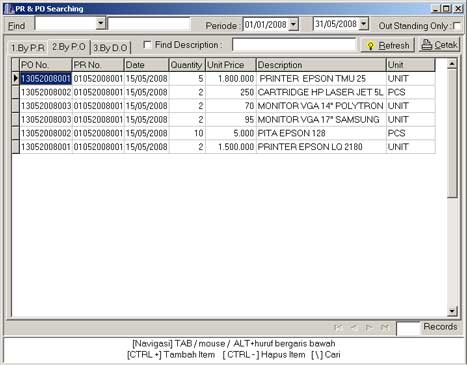 PR & PO Searching
Find Periode : 01/01/2008 31/05/2008 Out Standing Only :
1.By P.R 2.By P.O 3.By D.O Find Description : Refresh Cetak
PO No. PR No. Date Quantity Unit Price Description Unit
13052008001 01052008001 15/05/2008 5 1.800.000 PRINTER EPSON TMU 25 UNIT
13052008002 01052008001 15/05/2008 2 250 CARTRIDGE HP LASER JET 5L PCS
13052008003 01052008001 15/05/2008 2 70 MONITOR VGA 14" POLYTRON UNIT
13052008003 01052008001 15/05/2008 2 95 MONITOR VGA 17" SAMSUNG UNIT
13052008002 01052008001 15/05/2008 10 5.000 PITA EPSON 128 PCS
13052008001 01052008001 15/05/2008 2 1.500.000 PRINTER EPSON LQ 2180 UNIT
Records
[Navigasi] TAB / mouse / ALT+huruf bergaris bawah
[CTRL +] Tambah Item [ CTRL -] Hapus Item [\] Cari